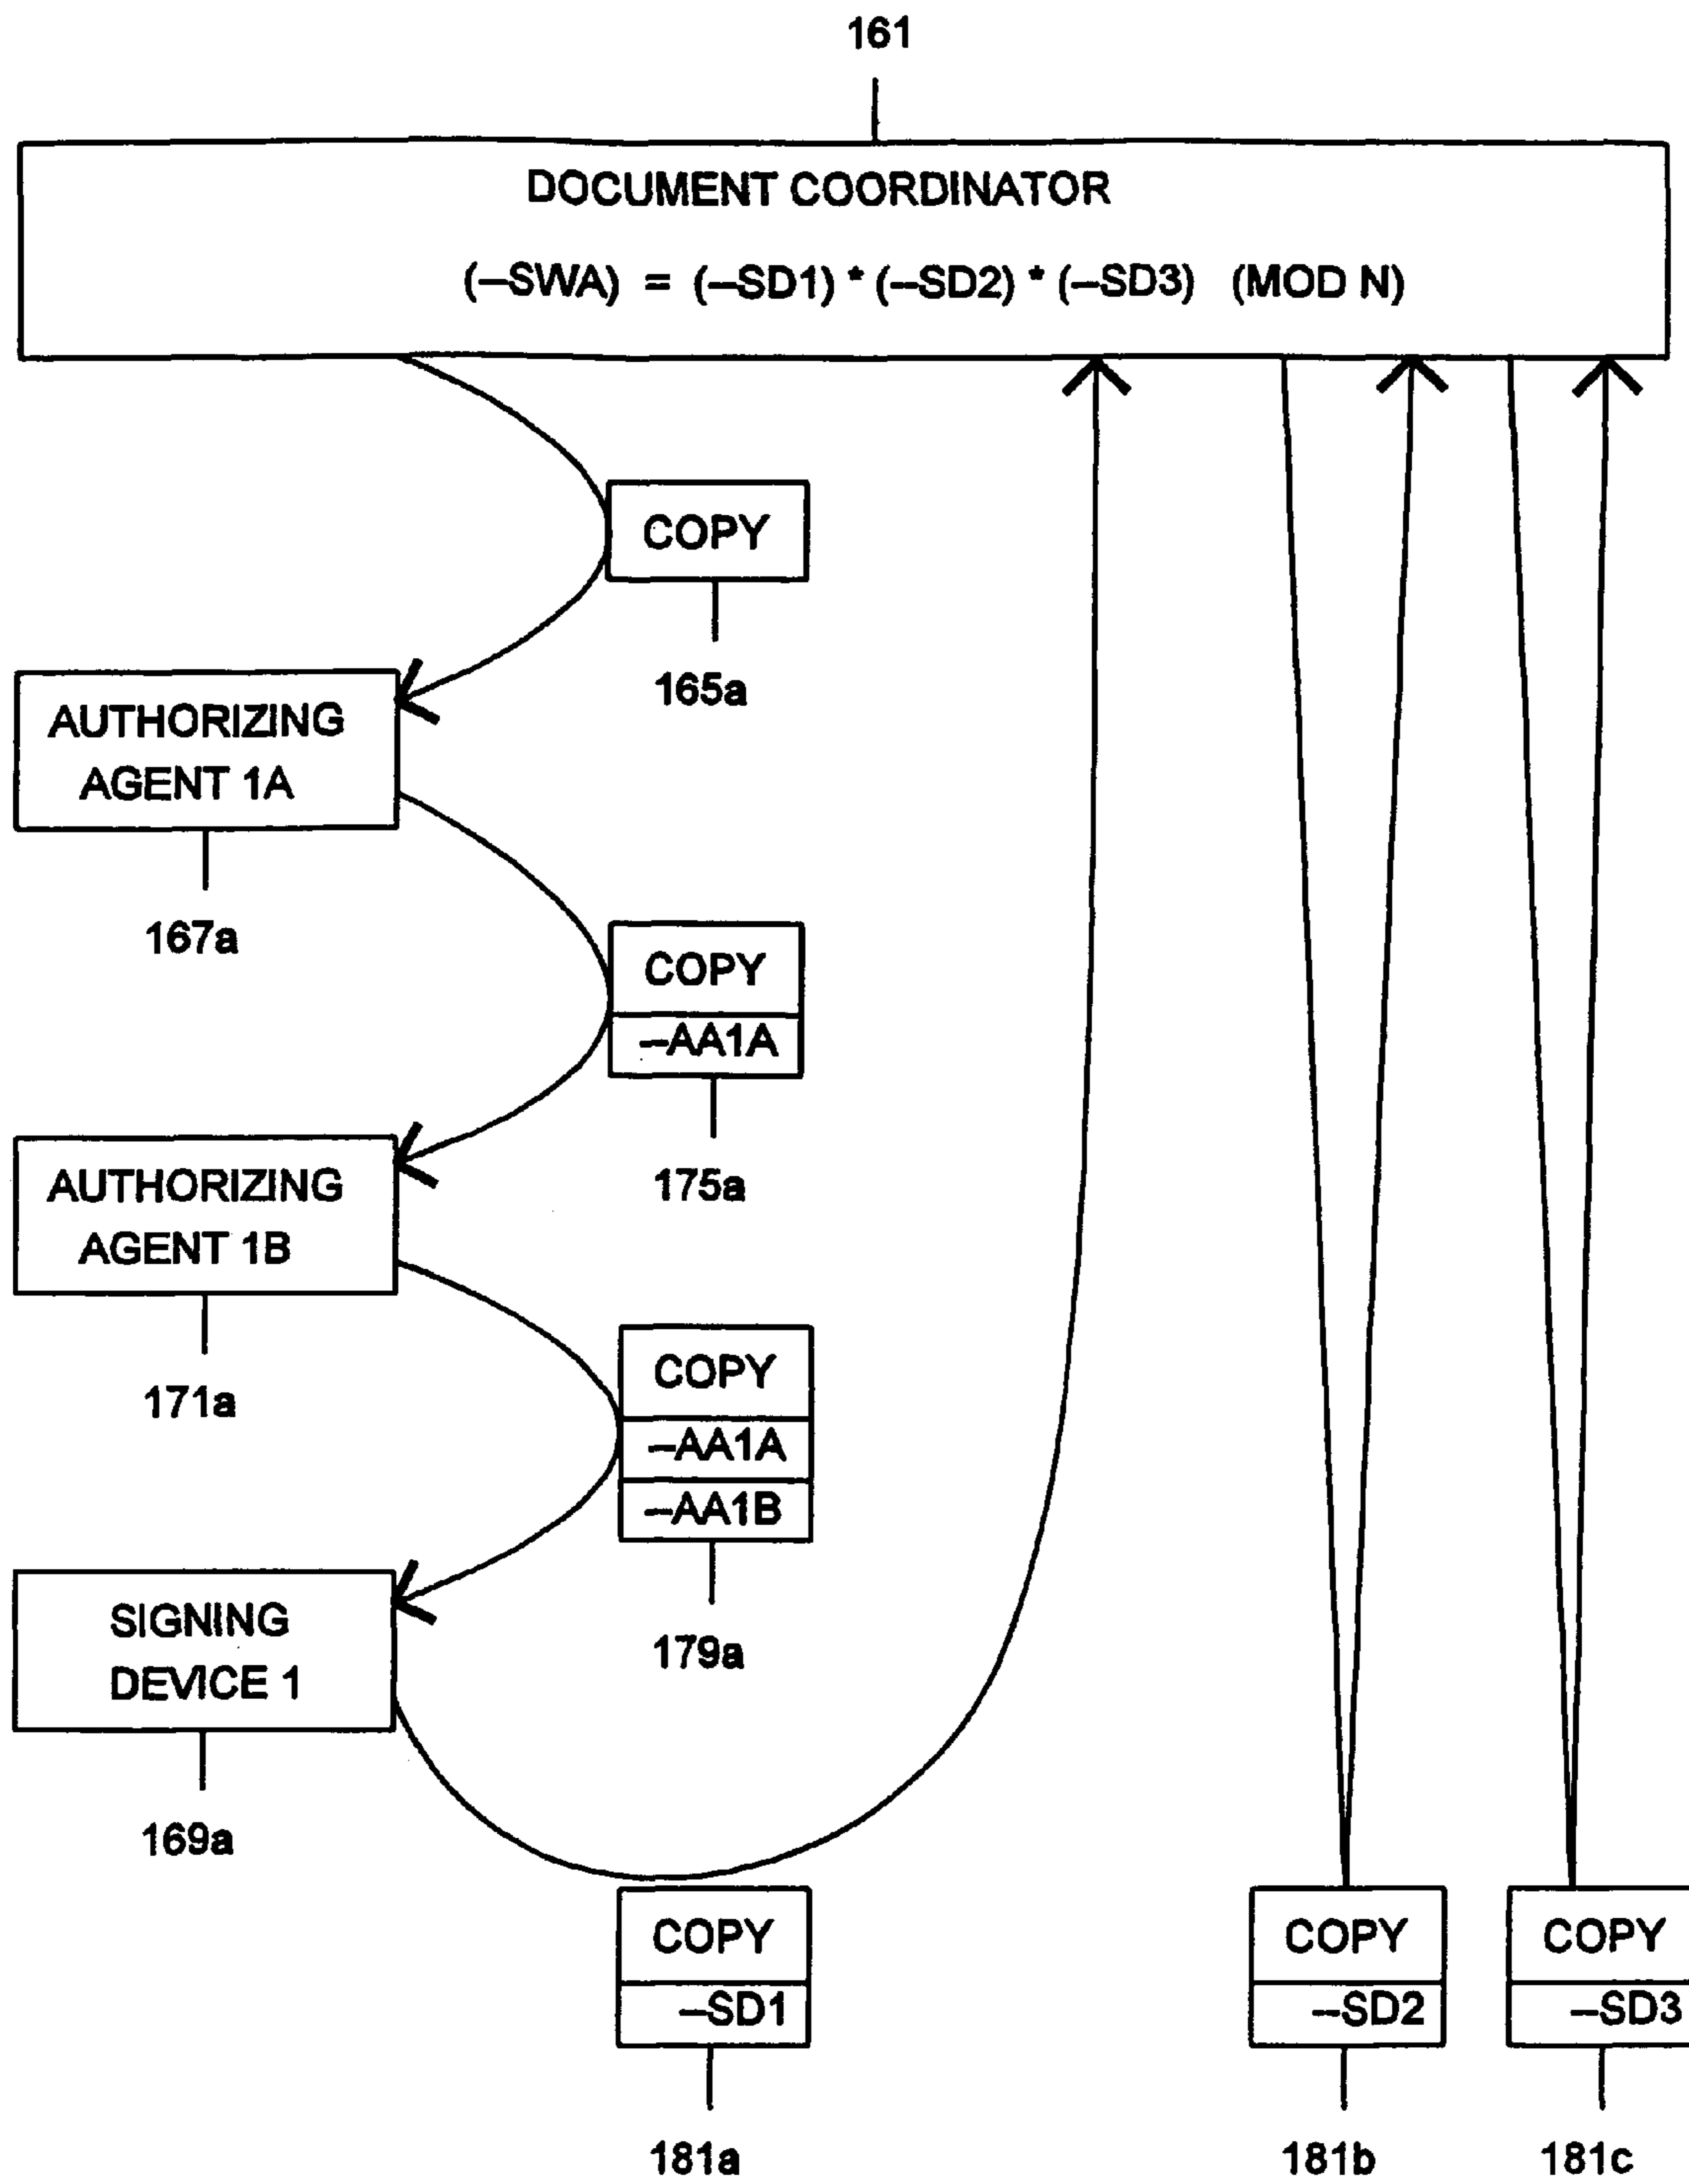 161
DOCUMENT COORDINATOR
(–SWA) = (–SD1) * (–SD2) * (–SD3) (MOD N)
COPY
165a
AUTHORIZING
AGENT 1A
167a
COPY
–AA1A
175a
AUTHORIZING
AGENT 1B
171a
COPY
–AA1A
–AA1B
179a
SIGNING
DEVICE 1
169a
COPY
–SD1
181a
COPY
–SD2
181b
COPY
–SD3
181c